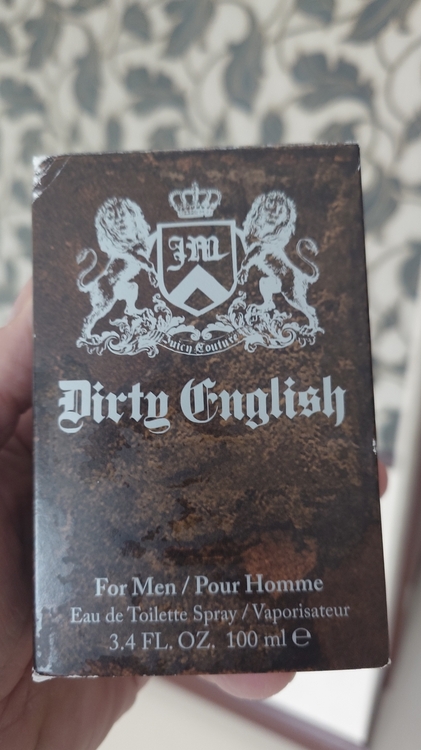 JM
Juicy Couture
Dirty English
For Men / Pour Homme
Eau de Toilette Spray / Vaporisateur
3.4 FL. OZ. 100 ml ℮